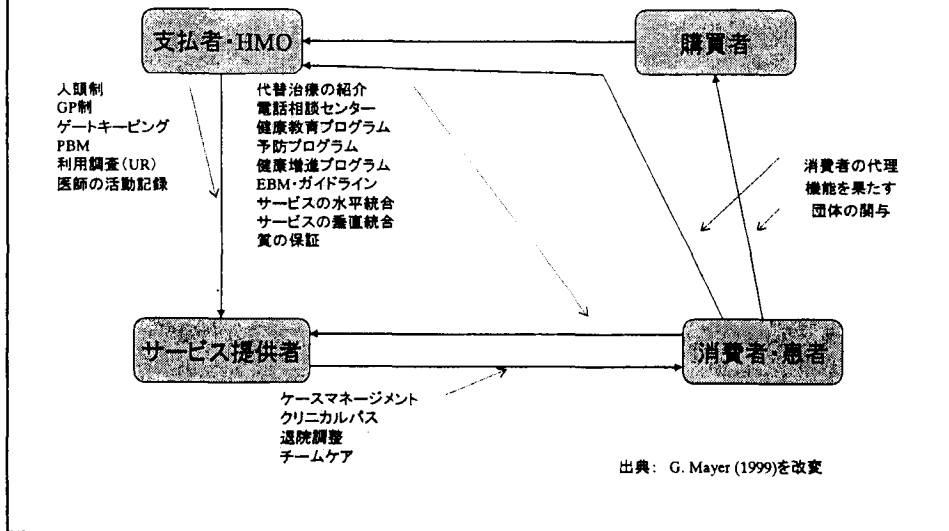 支払者・HMO
購買者
人頭制
GP制
ゲートキーピング
PBM
利用調査(UR)
医師の活動記録
代替治療の紹介
電話相談センター
健康教育プログラム
予防プログラム
健康増進プログラム
EBM・ガイドライン
サービスの水平統合
サービスの垂直統合
質の保証
消費者の代理
機能を果たす
団体の関与
サービス提供者
消費者・患者
ケースマネージメント
クリニカルパス
退院調整
チームケア
出典: G. Mayer (1999)を改変